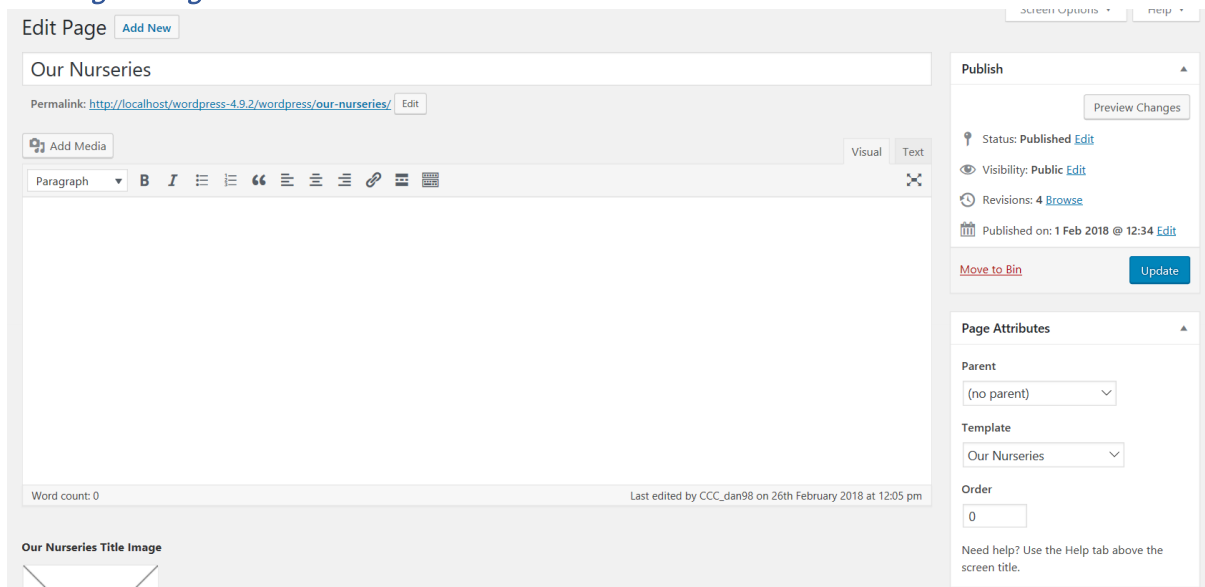 Screen Options
Help
Edit Page
Add New
Our Nurseries
Permalink: http://localhost/wordpress-4.9.2/wordpress/our-nurseries/ Edit
Add Media
Visual
Text
Paragraph
B I
Word count: 0
Last edited by CCC_dan98 on 26th February 2018 at 12:05 pm
Our Nurseries Title Image
Publish
Preview Changes
Status: Published Edit
Visibility: Public Edit
Revisions: 4 Browse
Published on: 1 Feb 2018 @ 12:34 Edit
Move to Bin
Update
Page Attributes
Parent
(no parent)
Template
Our Nurseries
Order
0
Need help? Use the Help tab above the
screen title.